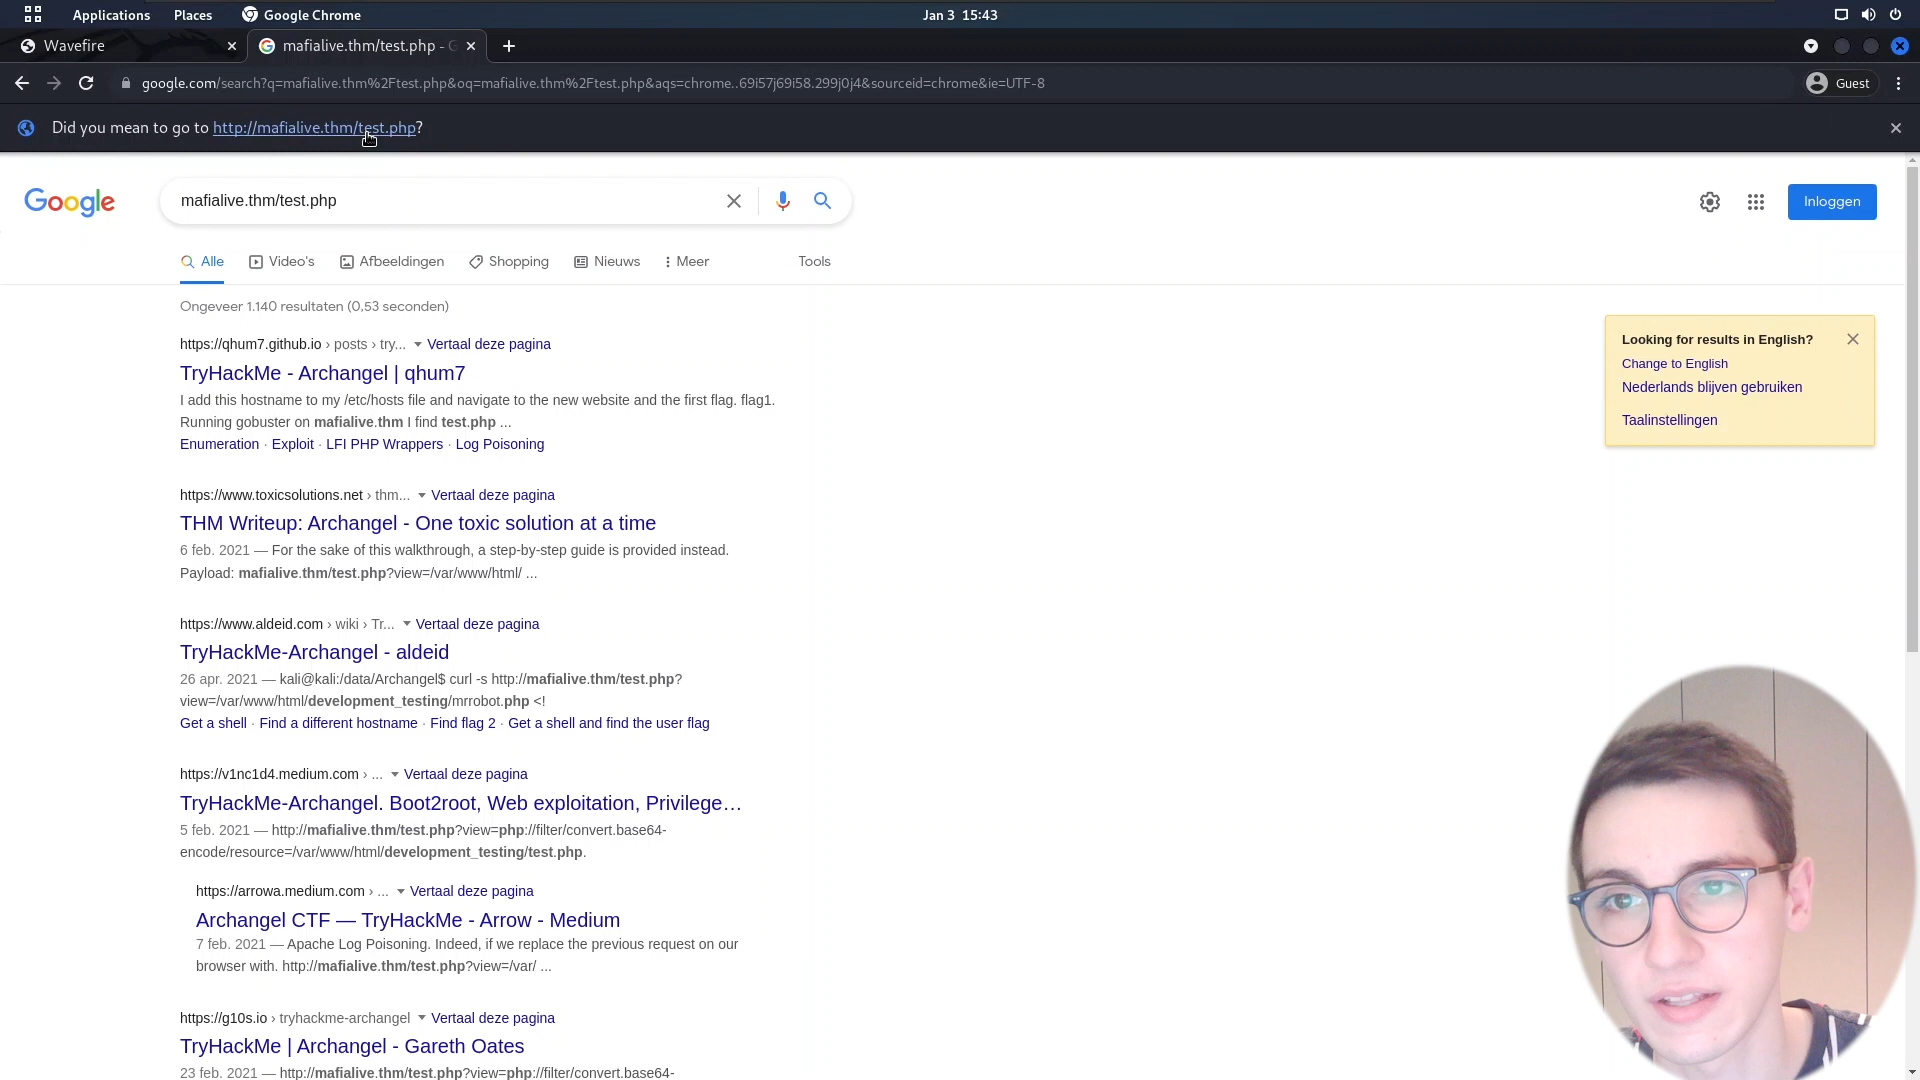 Applications Places Google Chrome Jan 3 15:43
Wavefire mafialive.thm/test.php - G
google.com/search?q=mafialive.thm%2Ftest.php&oq=mafialive.thm%2Ftest.php&aqs=chrome..69i57j69i58.299j0j4&sourceid=chrome&ie=UTF-8 Guest
Did you mean to go to http://mafialive.thm/test.php?
Google mafialive.thm/test.php Inloggen
Alle Video's Afbeeldingen Shopping Nieuws Meer Tools
Ongeveer 1.140 resultaten (0,53 seconden)
Looking for results in English?
Change to English
Nederlands blijven gebruiken
Taalinstellingen
https://qhum7.github.io › posts › try... Vertaal deze pagina
TryHackMe - Archangel | qhum7
I add this hostname to my /etc/hosts file and navigate to the new website and the first flag. flag1.
Running gobuster on mafialive.thm I find test.php ...
Enumeration · Exploit · LFI PHP Wrappers · Log Poisoning
https://www.toxicsolutions.net › thm... Vertaal deze pagina
THM Writeup: Archangel - One toxic solution at a time
6 feb. 2021 — For the sake of this walkthrough, a step-by-step guide is provided instead.
Payload: mafialive.thm/test.php?view=/var/www/html/ ...
https://www.aldeid.com › wiki › Tr... Vertaal deze pagina
TryHackMe-Archangel - aldeid
26 apr. 2021 — kali@kali:/data/Archangel$ curl -s http://mafialive.thm/test.php?
view=/var/www/html/development_testing/mrrobot.php <!
Get a shell · Find a different hostname · Find flag 2 · Get a shell and find the user flag
https://v1nc1d4.medium.com › ... Vertaal deze pagina
TryHackMe-Archangel. Boot2root, Web exploitation, Privilege…
5 feb. 2021 — http://mafialive.thm/test.php?view=php://filter/convert.base64-
encode/resource=/var/www/html/development_testing/test.php.
https://arrowa.medium.com › ... Vertaal deze pagina
Archangel CTF — TryHackMe - Arrow - Medium
7 feb. 2021 — Apache Log Poisoning. Indeed, if we replace the previous request on our
browser with. http://mafialive.thm/test.php?view=/var/ ...
https://g10s.io › tryhackme-archangel Vertaal deze pagina
TryHackMe | Archangel - Gareth Oates
23 feb. 2021 — http://mafialive.thm/test.php?view=php://filter/convert.base64-